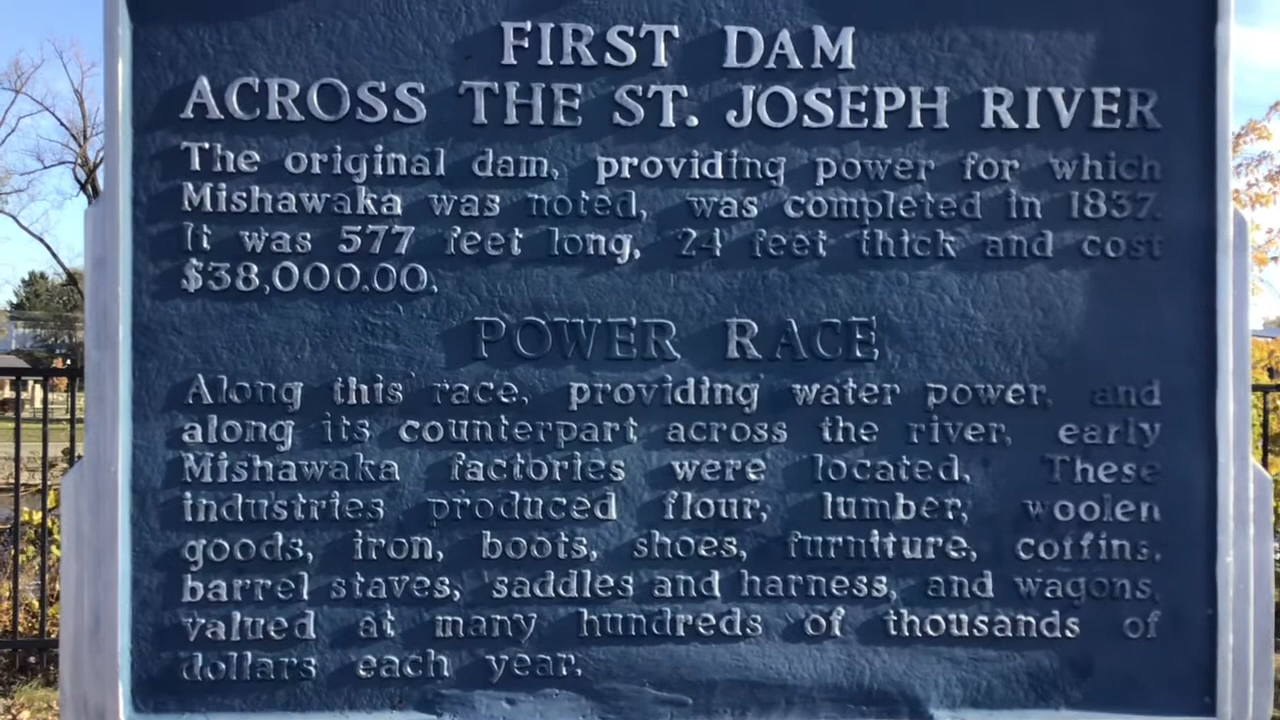 FIRST DAM
ACROSS THE ST. JOSEPH RIVER
The original dam, providing power for which
Mishawaka was noted, was completed in 1837.
It was 577 feet long, 24 feet thick and cost
$38,000.00.
POWER RACE
Along this race, providing water power, and
along its counterpart across the river, early
Mishawaka factories were located. These
industries produced flour, lumber, woolen
goods, iron, boots, shoes, furniture, coffins,
barrel staves, saddles and harness, and wagons,
valued at many hundreds of thousands of
dollars each year.